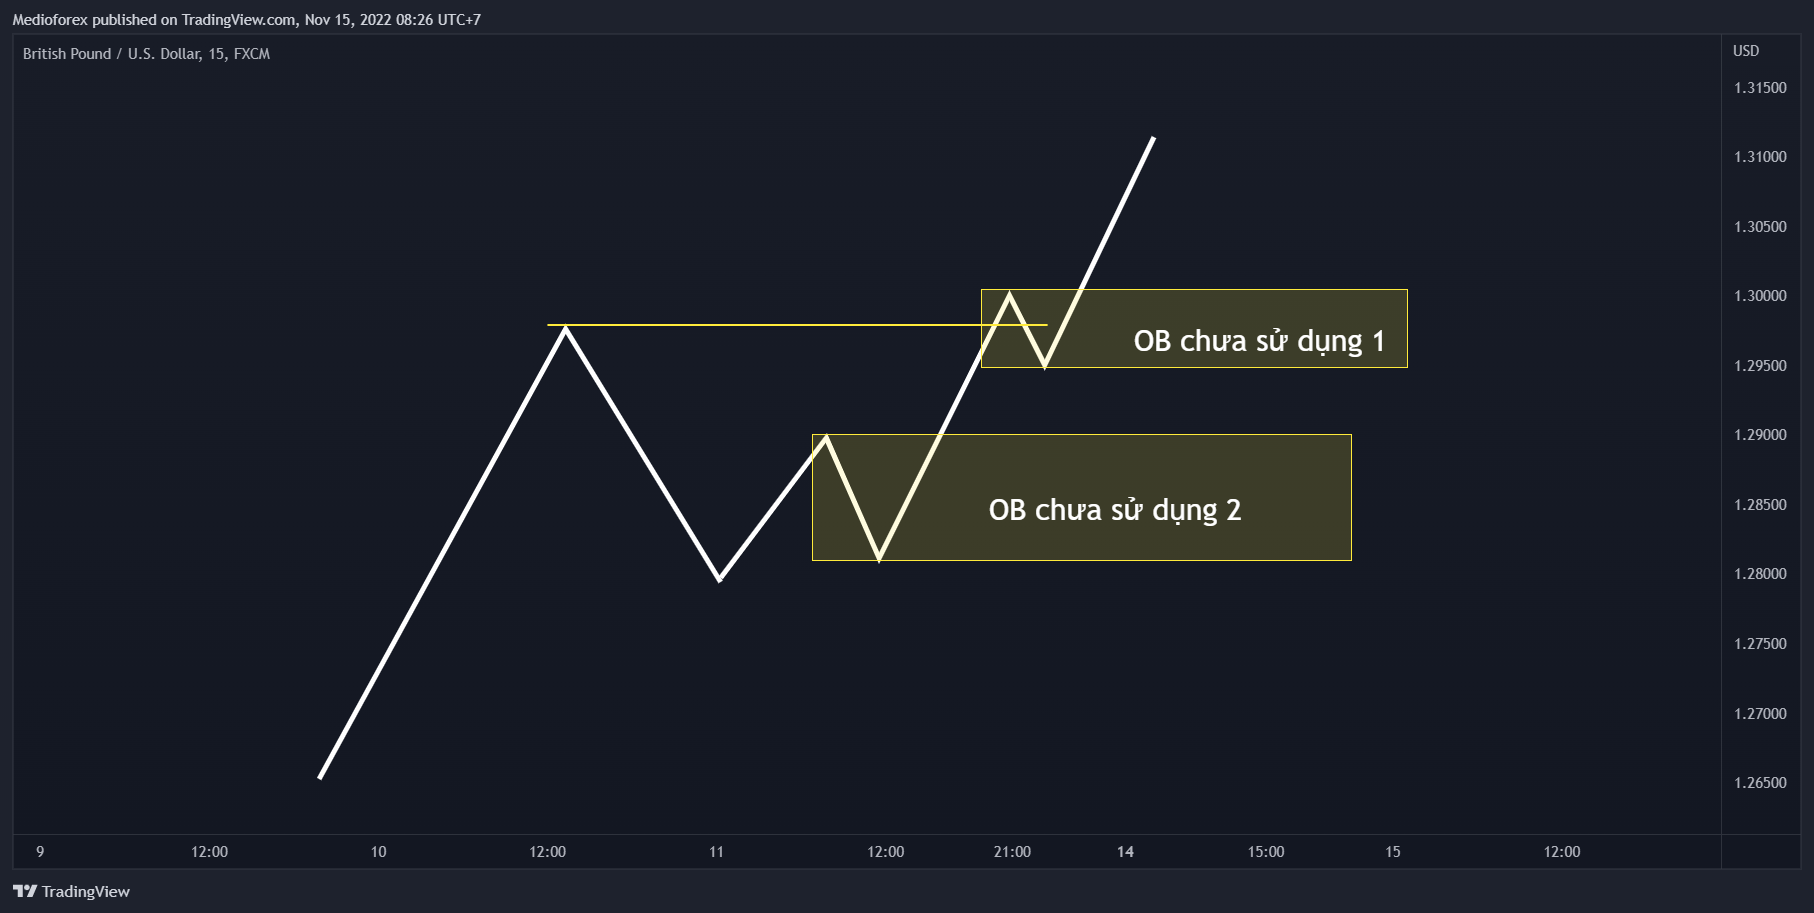 Medioforex published on TradingView.com, Nov 15, 2022 08:26 UTC+7
British Pound / U.S. Dollar, 15, FXCM
USD
1.31500
1.31000
1.30500
1.30000
OB chưa sử dụng 1
1.29500
1.29000
OB chưa sử dụng 2
1.28500
1.28000
1.27500
1.27000
1.26500
9 12:00 10 12:00 11 12:00 21:00 14 15:00 15 12:00
TradingView